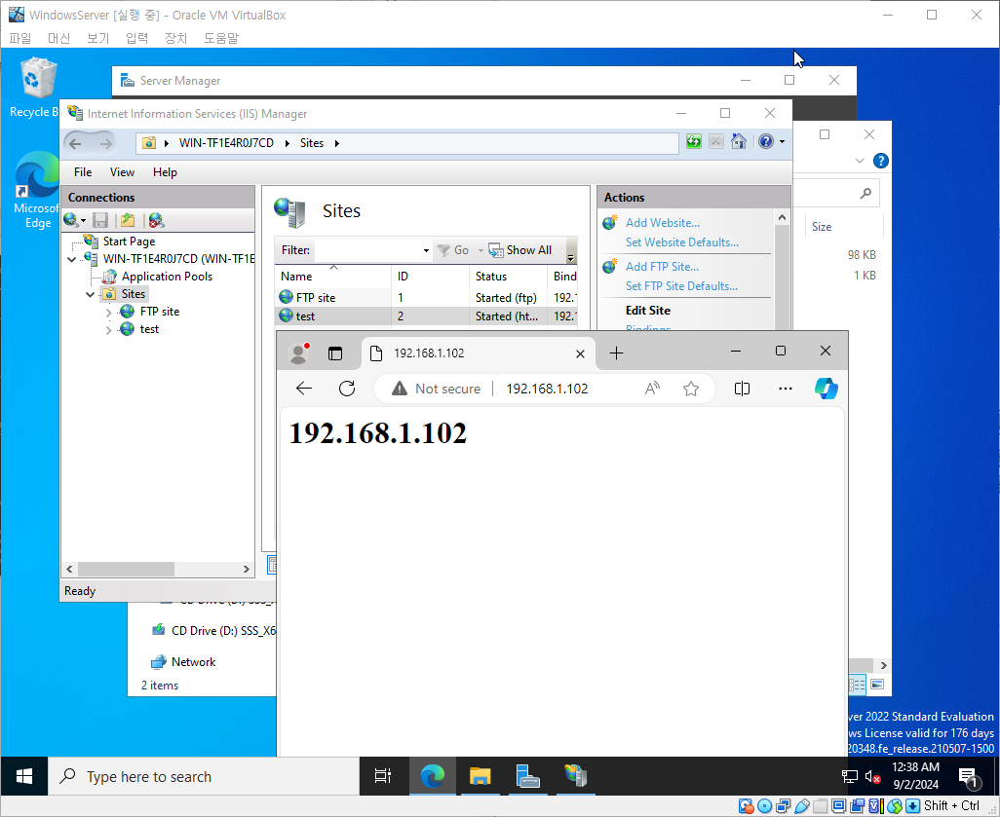 WindowsServer [실행 중] - Oracle VM VirtualBox
파일 머신 보기 입력 장치 도움말
Recycle B
Microsof
Edge
Server Manager
Internet Information Services (IIS) Manager
WIN-TF1E4R0J7CD Sites
File View Help
Connections
Start Page
WIN-TF1E4R0J7CD (WIN-TF1E
Application Pools
Sites
FTP site
test
Ready
Sites
Filter: Go Show All
Name ID Status Bind
FTP site 1 Started (ftp) 192.1
test 2 Started (ht... 192.1
Actions
Add Website...
Set Website Defaults...
Add FTP Site...
Set FTP Site Defaults...
Edit Site
Bindings...
Size
98 KB
1 KB
192.168.1.102
Not secure 192.168.1.102
192.168.1.102
CD Drive (D:) SSS_X
CD Drive (D:) SSS_X6
Network
2 items
ver 2022 Standard Evaluation
ws License valid for 176 days
20348.fe_release.210507-1500
Type here to search
12:38 AM
9/2/2024
1
Shift + Ctrl